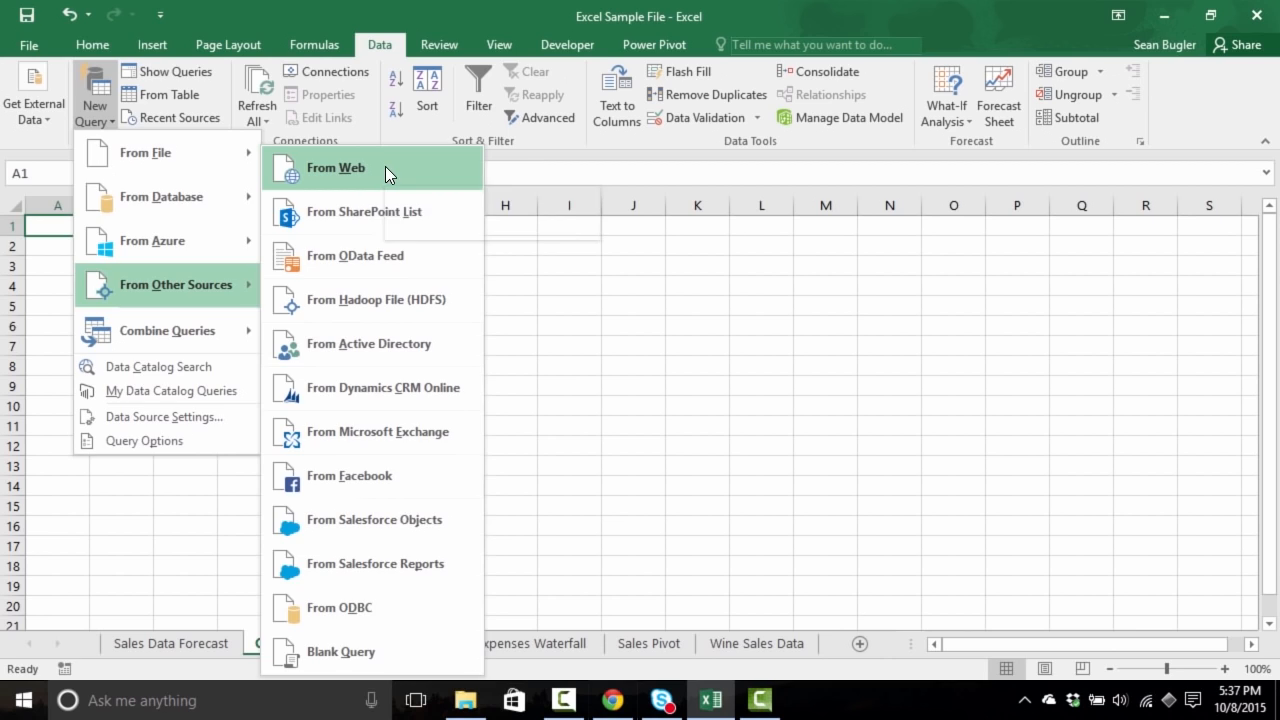 Excel Sample File - Excel
File Home Insert Page Layout Formulas Data Review View Developer Power Pivot Tell me what you want to do... Sean Bugler Share
Get External Data
New Query
Show Queries
From Table
Recent Sources
Refresh All
Connections
Properties
Edit Links
Connections
Sort
Filter
Clear
Reapply
Advanced
Sort & Filter
Text to Columns
Flash Fill
Remove Duplicates
Data Validation
Consolidate
Relationships
Manage Data Model
Data Tools
What-If Analysis
Forecast Sheet
Forecast
Group
Ungroup
Subtotal
Outline
A1
From File
From Database
From Azure
From Other Sources
Combine Queries
Data Catalog Search
My Data Catalog Queries
Data Source Settings...
Query Options
From Web
From SharePoint List
From OData Feed
From Hadoop File (HDFS)
From Active Directory
From Dynamics CRM Online
From Microsoft Exchange
From Facebook
From Salesforce Objects
From Salesforce Reports
From ODBC
Blank Query
A H I J K L M N O P Q R S
1
2
3
4
5
6
7
8
9
10
11
12
13
14
15
16
17
18
19
20
21
Sales Data Forecast xpenses Waterfall Sales Pivot Wine Sales Data
Ready 100%
Ask me anything
5:37 PM
10/8/2015